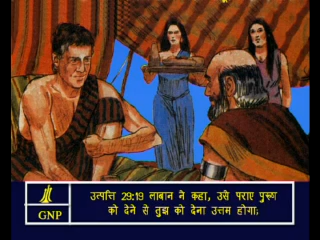 उत्पत्ति 29:19 लाबान ने कहा, उसे पराए पुरूष
को देने से तुझ को देना उत्तम होगा,
GNP